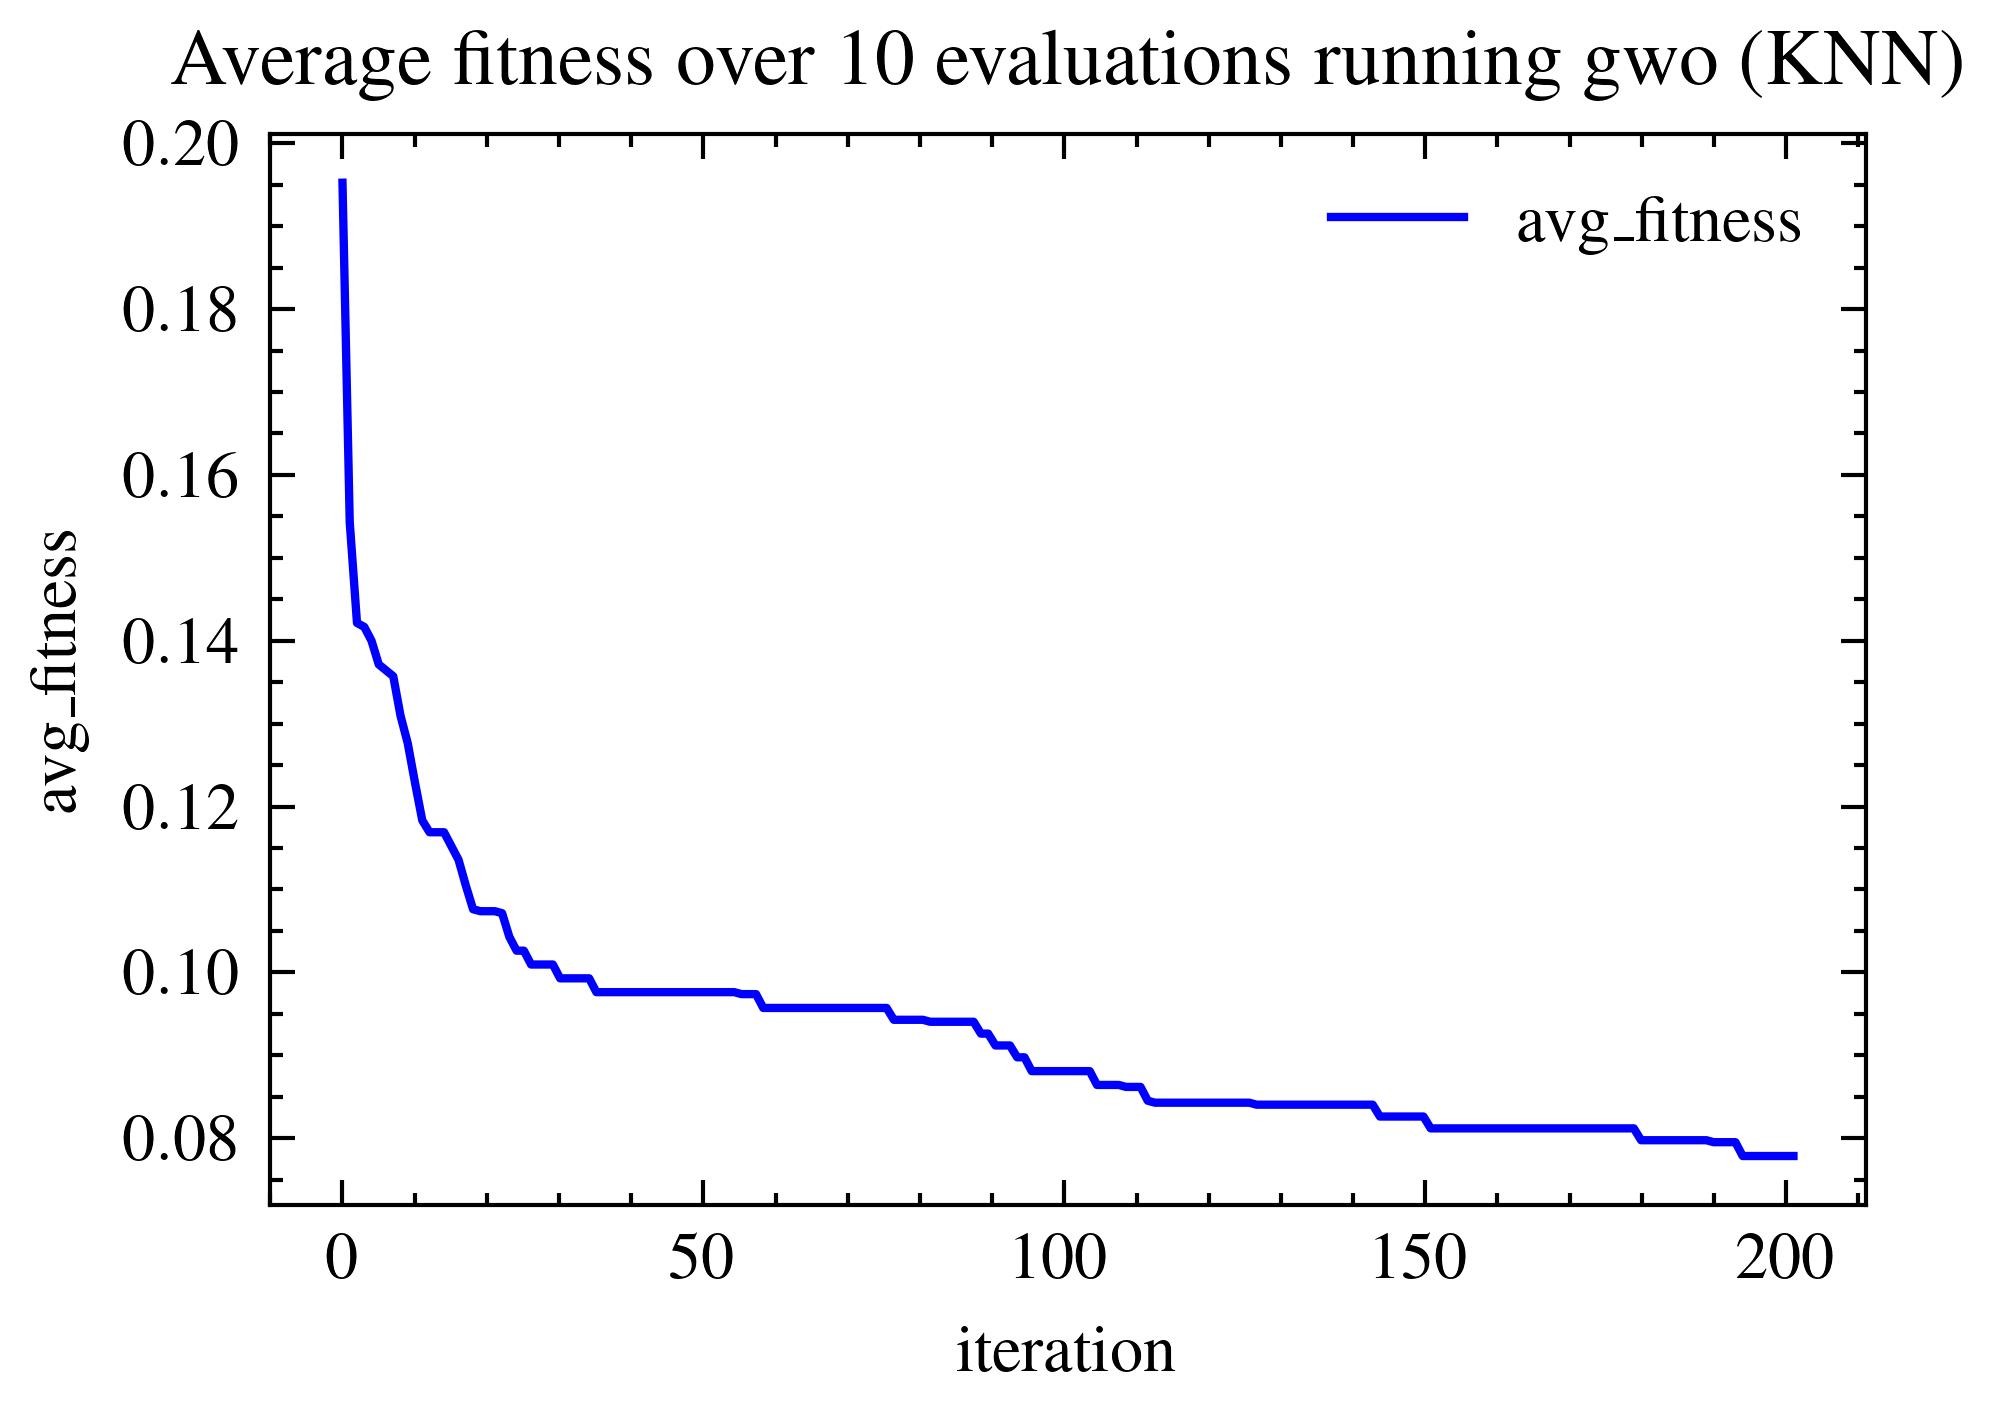 Average fitness over 10 evaluations running gwo (KNN)
avg_fitness
0.20
0.18
0.16
0.14
0.12
0.10
0.08
avg_fitness
0 50 100 150 200
iteration